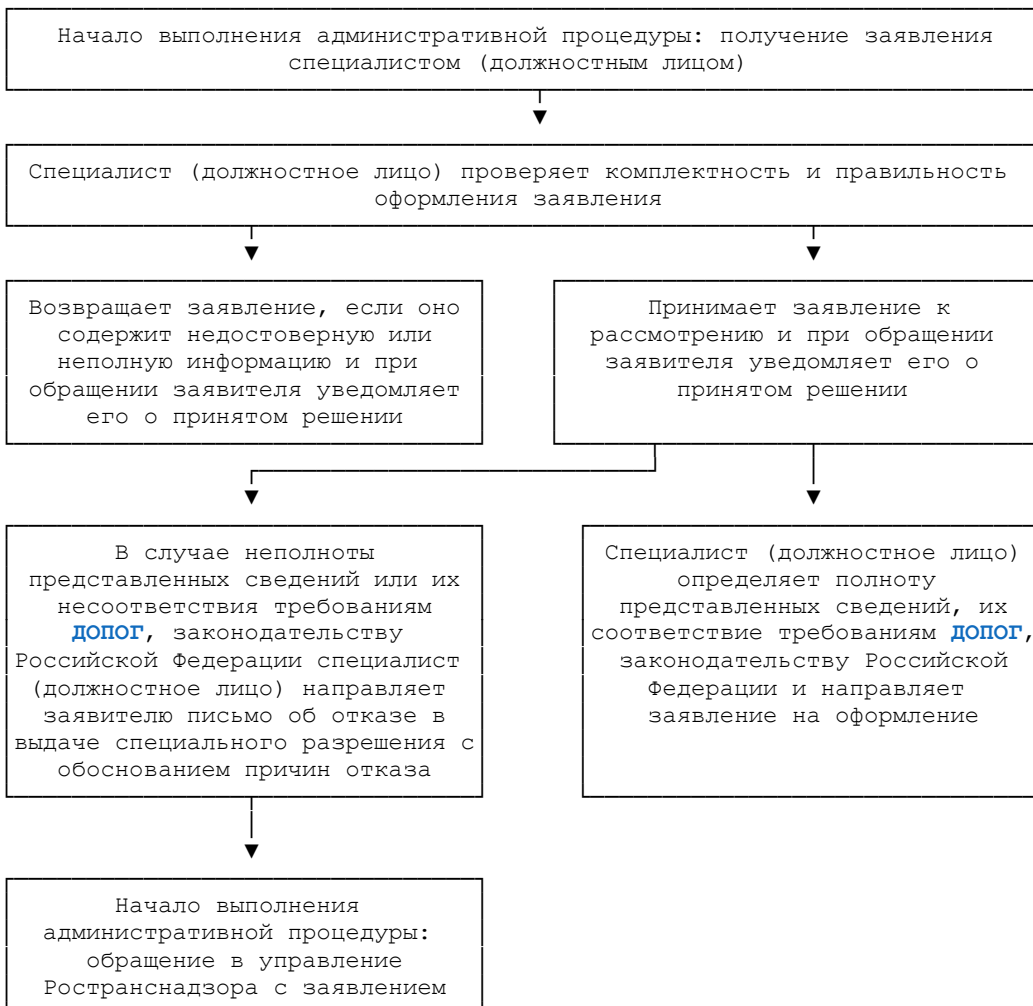 Начало выполнения административной процедуры: получение заявления
специалистом (должностным лицом)
Специалист (должностное лицо) проверяет комплектность и правильность
оформления заявления
Возвращает заявление, если оно
содержит недостоверную или
неполную информацию и при
обращении заявителя уведомляет
его о принятом решении
Принимает заявление к
рассмотрению и при обращении
заявителя уведомляет его о
принятом решении
В случае неполноты
представленных сведений или их
несоответствия требованиям
ДОПОГ, законодательству
Российской Федерации специалист
(должностное лицо) направляет
заявителю письмо об отказе в
выдаче специального разрешения с
обоснованием причин отказа
Специалист (должностное лицо)
определяет полноту
представленных сведений, их
соответствие требованиям ДОПОГ,
законодательству Российской
Федерации и направляет
заявление на оформление
Начало выполнения
административной процедуры:
обращение в управление
Ространснадзора с заявлением